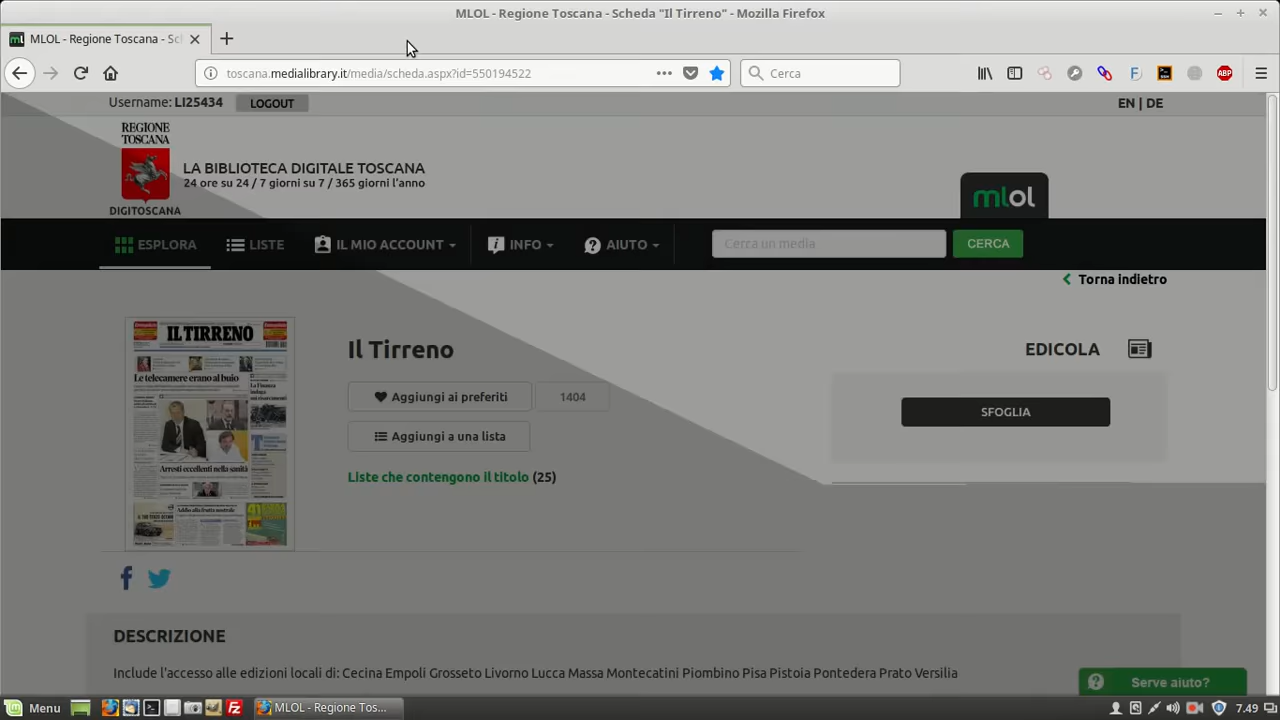 MLOL - Regione Toscana - Scheda "Il Tirreno" - Mozilla Firefox
MLOL - Regione Toscana - Sc
toscana.medialibrary.it/media/scheda.aspx?id=550194522
Cerca
Username: LI25434
LOGOUT
EN | DE
REGIONE
TOSCANA
DIGITOSCANA
LA BIBLIOTECA DIGITALE TOSCANA
24 ore su 24 / 7 giorni su 7 / 365 giorni l'anno
mlol
ESPLORA
LISTE
IL MIO ACCOUNT
INFO
AIUTO
Cerca un media
CERCA
Torna indietro
IL TIRRENO
Le telecamere erano al buio
Arresti eccellenti nella sanità
Il Tirreno
Aggiungi ai preferiti
1404
Aggiungi a una lista
Liste che contengono il titolo (25)
EDICOLA
SFOGLIA
DESCRIZIONE
Include l'accesso alle edizioni locali di: Cecina Empoli Grosseto Livorno Lucca Massa Montecatini Piombino Pisa Pistoia Pontedera Prato Versilia
Serve aiuto?
Menu
MLOL - Regione Tos...
7.49